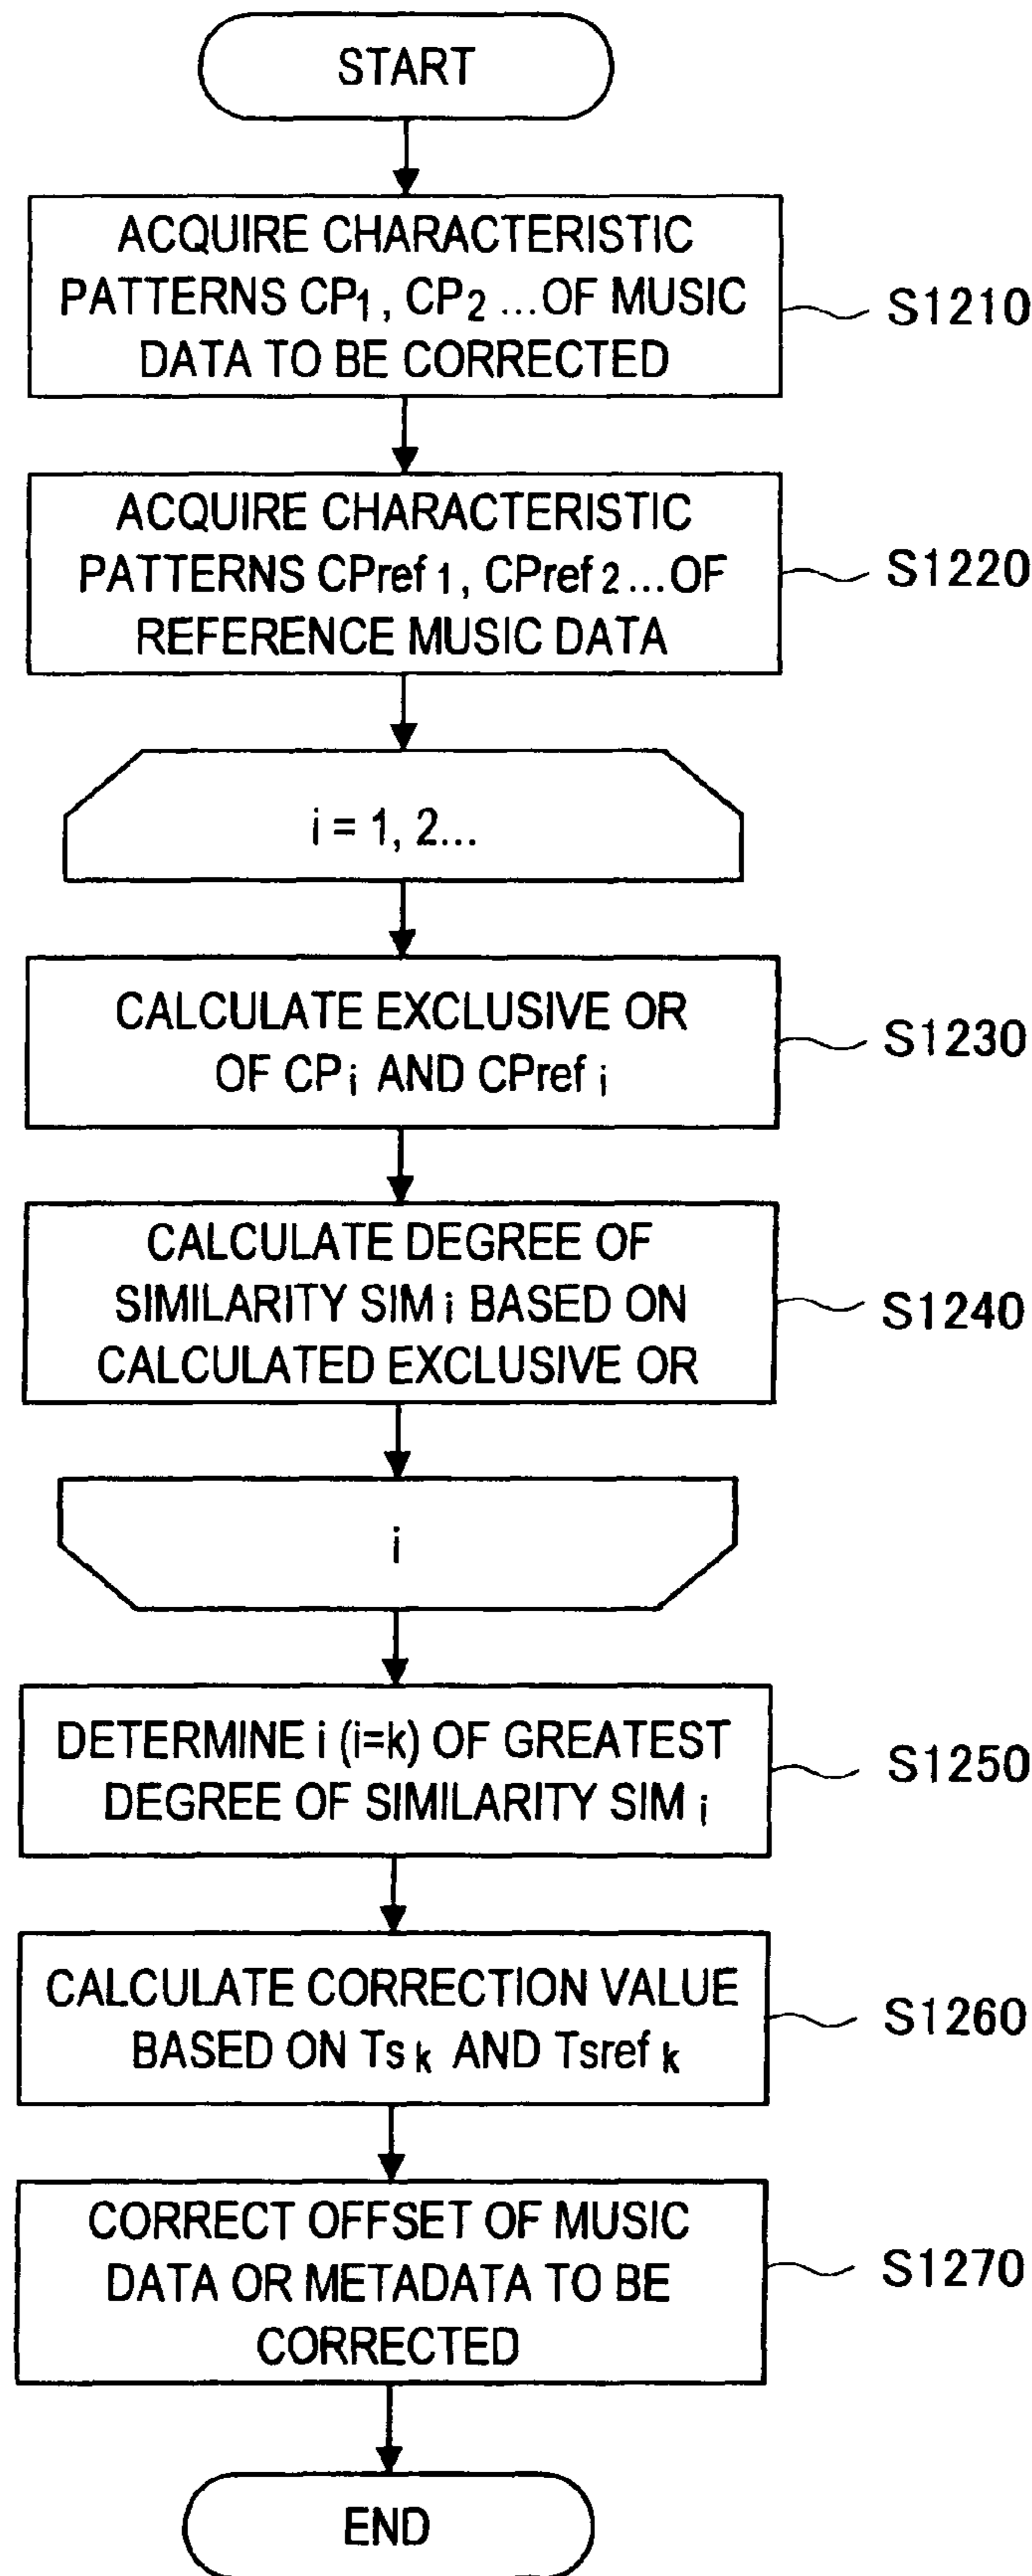 START
ACQUIRE CHARACTERISTIC
PATTERNS CP1, CP2 ...OF MUSIC
DATA TO BE CORRECTED
S1210
ACQUIRE CHARACTERISTIC
PATTERNS CPref 1, CPref 2 ...OF
REFERENCE MUSIC DATA
S1220
i = 1, 2...
CALCULATE EXCLUSIVE OR
OF CP i AND CPref i
S1230
CALCULATE DEGREE OF
SIMILARITY SIM i BASED ON
CALCULATED EXCLUSIVE OR
S1240
i
DETERMINE i (i=k) OF GREATEST
DEGREE OF SIMILARITY SIM i
S1250
CALCULATE CORRECTION VALUE
BASED ON Ts k AND Tsref k
S1260
CORRECT OFFSET OF MUSIC
DATA OR METADATA TO BE
CORRECTED
S1270
END